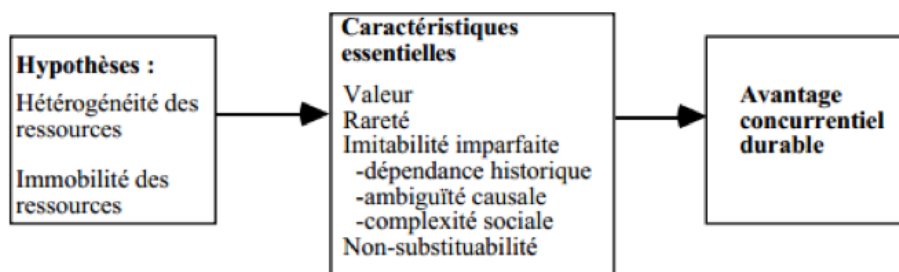 Hypothèses :
Hétérogénéité des
ressources
Immobilité des
ressources
Caractéristiques
essentielles
Valeur
Rareté
Imitabilité imparfaite
-dépendance historique
-ambiguïté causale
-complexité sociale
Non-substituabilité
Avantage
concurrentiel
durable